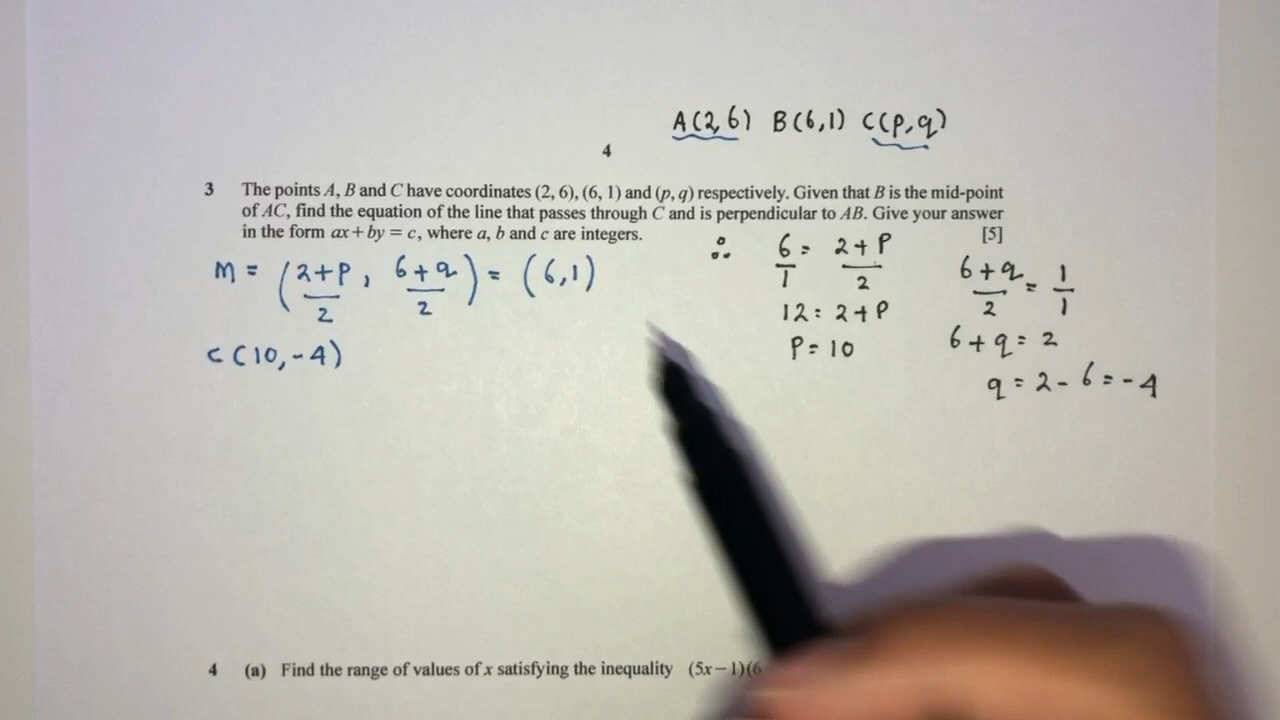 A(2,6) B(6,1) C(p,q)
4
3 The points A, B and C have coordinates (2, 6), (6, 1) and (p, q) respectively. Given that B is the mid-point
of AC, find the equation of the line that passes through C and is perpendicular to AB. Give your answer
in the form ax + by = c, where a, b and c are integers. [5]
M = (2+p/2, 6+q/2) = (6,1)
C(10,-4)
∴ 6/1 = 2+p/2
12 = 2+p
p = 10
6+q/2 = 1/1
6+q = 2
q = 2-6 = -4
4 (a) Find the range of values of x satisfying the inequality (5x−1)(6